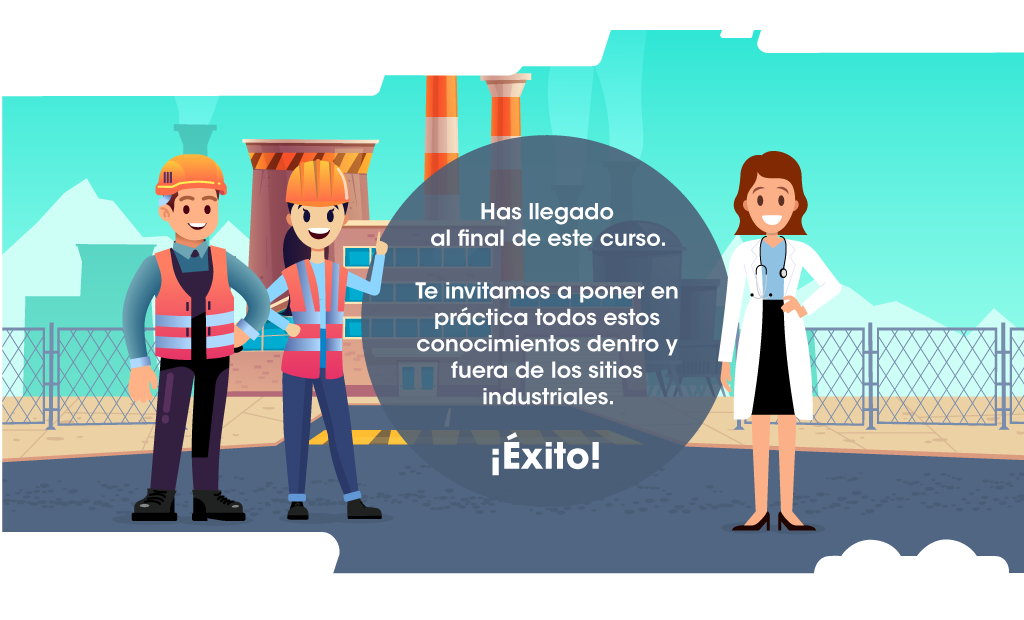 Has llegado
al final de este curso.
Te invitamos a poner en
práctica todos estos
conocimientos dentro y
fuera de los sitios
industriales.
¡Éxito!